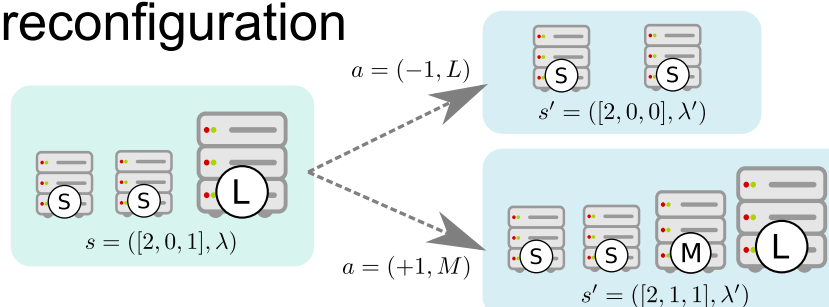 reconfiguration
S S L
s = ([2, 0, 1], λ)
a = (−1, L)
S S
s′ = ([2, 0, 0], λ′)
a = (+1, M)
S S M L
s′ = ([2, 1, 1], λ′)